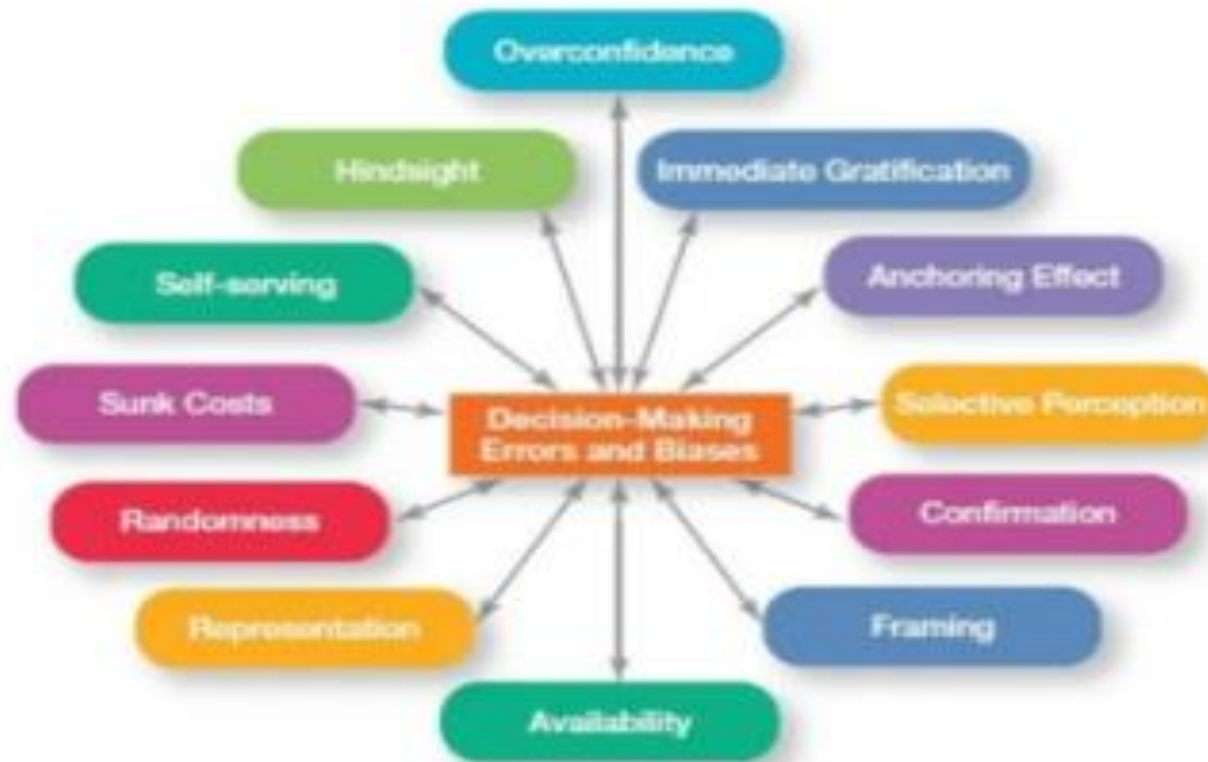 Overconfidence
Hindsight
Immediate Gratification
Self-serving
Anchoring Effect
Sunk Costs
Decision-Making
Errors and Biases
Selective Perception
Randomness
Confirmation
Representation
Framing
Availability